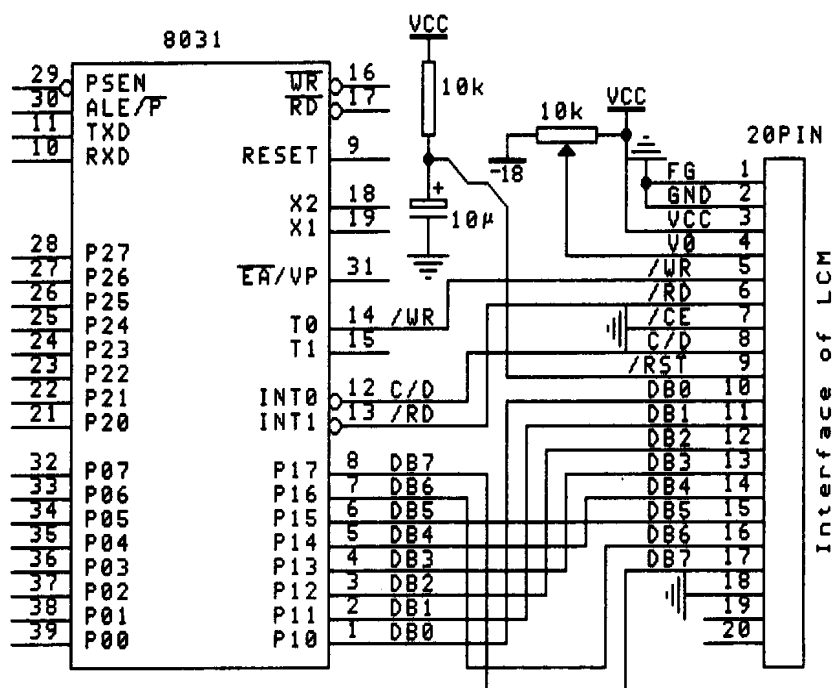 8031
29 PSEN
30 ALE/P
11 TXD
10 RXD
28 P27
27 P26
26 P25
25 P24
24 P23
23 P22
22 P21
21 P20
32 P07
33 P06
34 P05
35 P04
36 P03
37 P02
38 P01
39 P00
WR 16
RD 17
RESET 9
X2 18
X1 19
EA/VP 31
T0 14 /WR
T1 15
INT0 12 C/D
INT1 13 /RD
P17 8 DB7
P16 7 DB6
P15 6 DB5
P14 5 DB4
P13 4 DB3
P12 3 DB2
P11 2 DB1
P10 1 DB0
VCC
10k
+
10µ
10k
VCC
-18
20PIN
FG 1
GND 2
VCC 3
V0 4
/WR 5
/RD 6
/CE 7
C/D 8
/RST 9
DB0 10
DB1 11
DB2 12
DB3 13
DB4 14
DB5 15
DB6 16
DB7 17
18
19
20
Interface of LCM